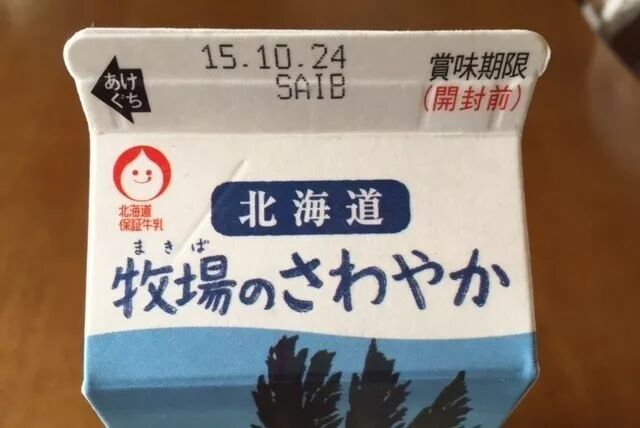 15.10.24
SAIB
賞味期限
(開封前)
あけ
ぐち
北海道
保証牛乳
北海道
まきば
牧場のさわやか